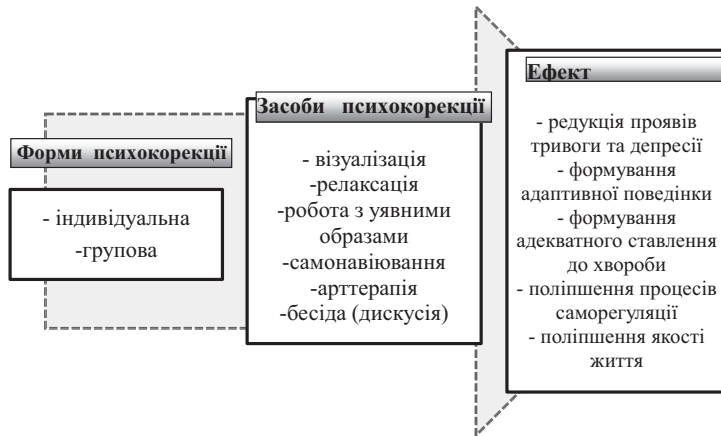 Форми психокорекції
- індивідуальна
-групова
Засоби психокорекції
- візуалізація
-релаксація
-робота з уявними
образами
-самонавіювання
-арттерапія
-бесіда (дискусія)
Ефект
- редукція проявів
тривоги та депресії
- формування
адаптивної поведінки
- формування
адекватного ставлення
до хвороби
- поліпшення процесів
саморегуляції
- поліпшення якості
життя